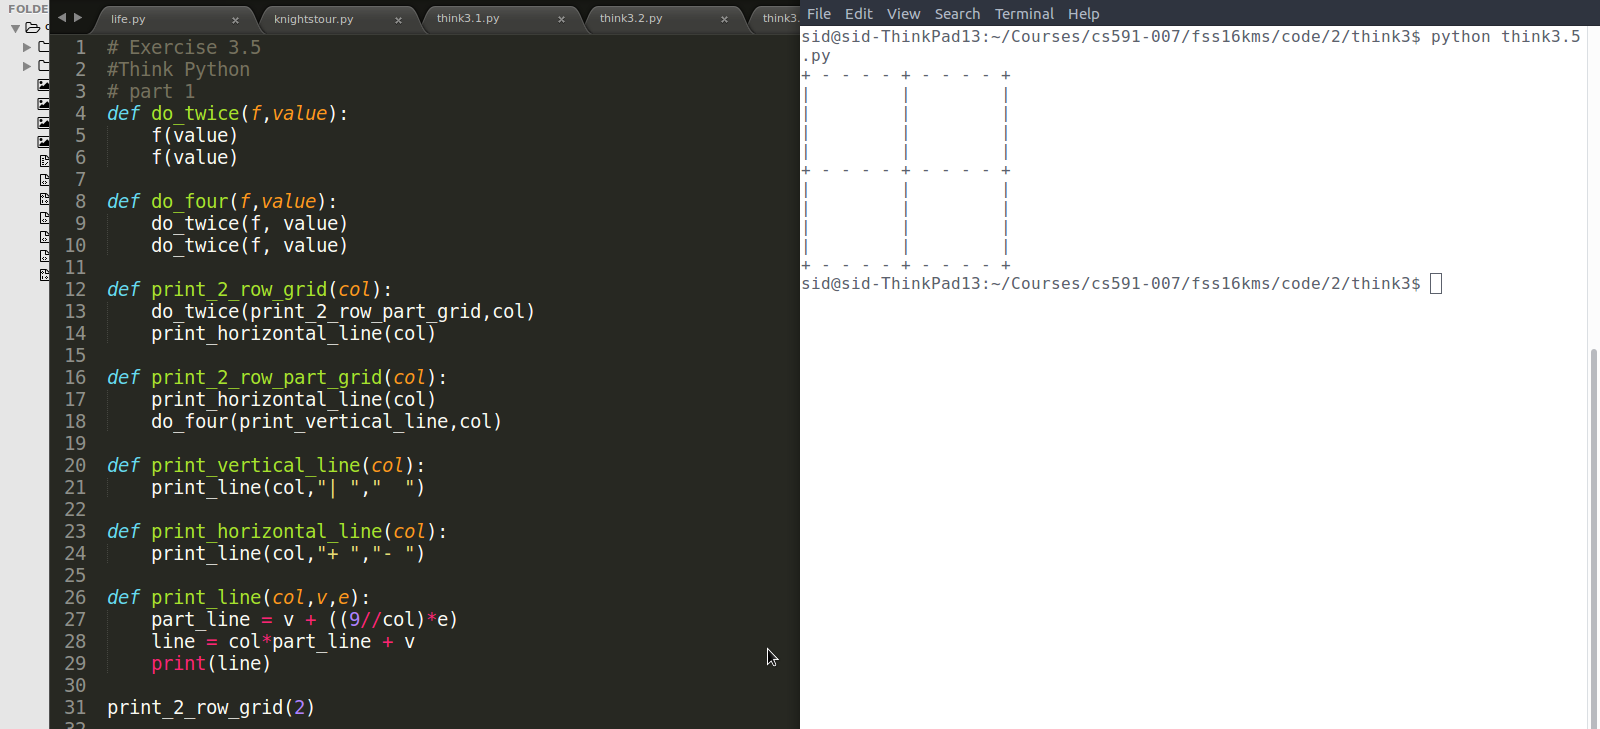 FOLDE
life.py × knightstour.py × think3.1.py × think3.2.py × think3.
1 # Exercise 3.5
2 #Think Python
3 # part 1
4 def do_twice(f,value):
5     f(value)
6     f(value)
7
8 def do_four(f,value):
9     do_twice(f, value)
10     do_twice(f, value)
11
12 def print_2_row_grid(col):
13     do_twice(print_2_row_part_grid,col)
14     print_horizontal_line(col)
15
16 def print_2_row_part_grid(col):
17     print_horizontal_line(col)
18     do_four(print_vertical_line,col)
19
20 def print_vertical_line(col):
21     print_line(col,"| ","  ")
22
23 def print_horizontal_line(col):
24     print_line(col,"+ ","- ")
25
26 def print_line(col,v,e):
27     part_line = v + ((9//col)*e)
28     line = col*part_line + v
29     print(line)
30
31 print_2_row_grid(2)
32
File Edit View Search Terminal Help
sid@sid-ThinkPad13:~/Courses/cs591-007/fss16kms/code/2/think3$ python think3.5
.py
+ - - - - + - - - - +
|         |         |
|         |         |
|         |         |
|         |         |
+ - - - - + - - - - +
|         |         |
|         |         |
|         |         |
|         |         |
+ - - - - + - - - - +
sid@sid-ThinkPad13:~/Courses/cs591-007/fss16kms/code/2/think3$